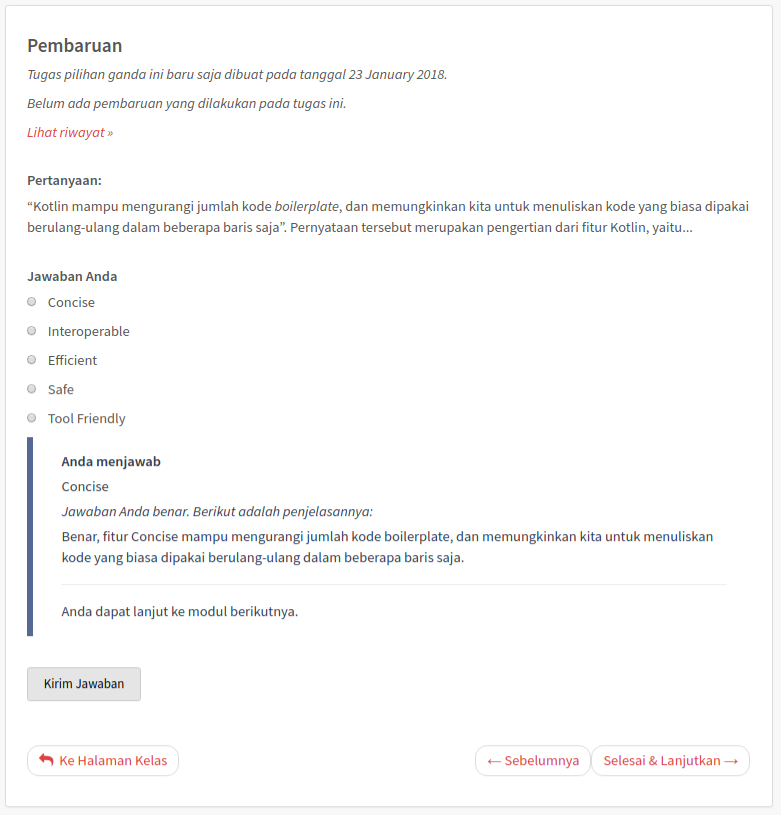 Pembaruan
Tugas pilihan ganda ini baru saja dibuat pada tanggal 23 January 2018.
Belum ada pembaruan yang dilakukan pada tugas ini.
Lihat riwayat »
Pertanyaan:
“Kotlin mampu mengurangi jumlah kode boilerplate, dan memungkinkan kita untuk menuliskan kode yang biasa dipakai
berulang-ulang dalam beberapa baris saja”. Pernyataan tersebut merupakan pengertian dari fitur Kotlin, yaitu...
Jawaban Anda
Concise
Interoperable
Efficient
Safe
Tool Friendly
Anda menjawab
Concise
Jawaban Anda benar. Berikut adalah penjelasannya:
Benar, fitur Concise mampu mengurangi jumlah kode boilerplate, dan memungkinkan kita untuk menuliskan
kode yang biasa dipakai berulang-ulang dalam beberapa baris saja.
Anda dapat lanjut ke modul berikutnya.
Kirim Jawaban
Ke Halaman Kelas
← Sebelumnya
Selesai & Lanjutkan →